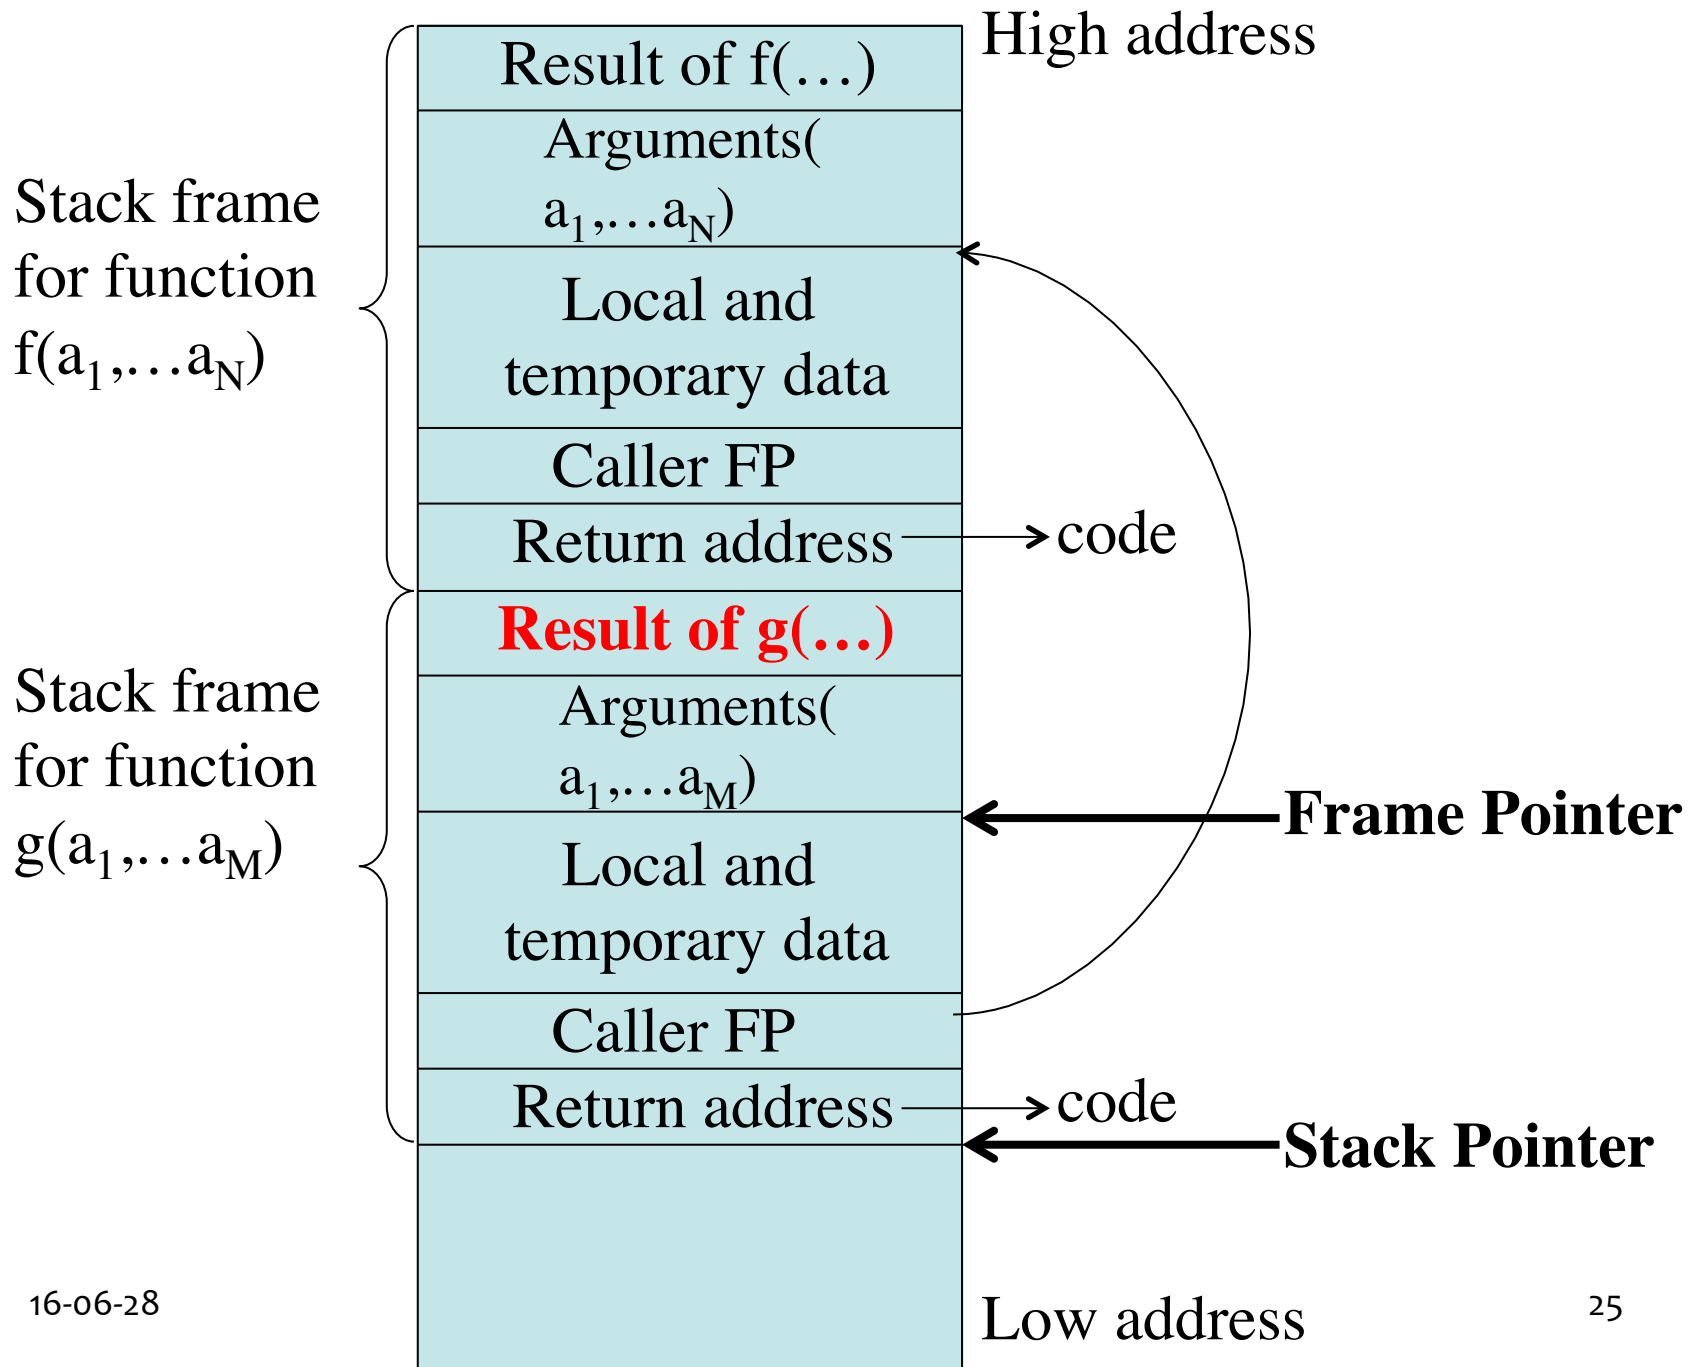 High address
Result of f(…)
Arguments(
a1,…aN)
Stack frame
for function
f(a1,…aN)
Local and
temporary data
Caller FP
Return address
code
Result of g(…)
Arguments(
a1,…aM)
Stack frame
for function
g(a1,…aM)
Frame Pointer
Local and
temporary data
Caller FP
Return address
code
Stack Pointer
16-06-28
Low address
25